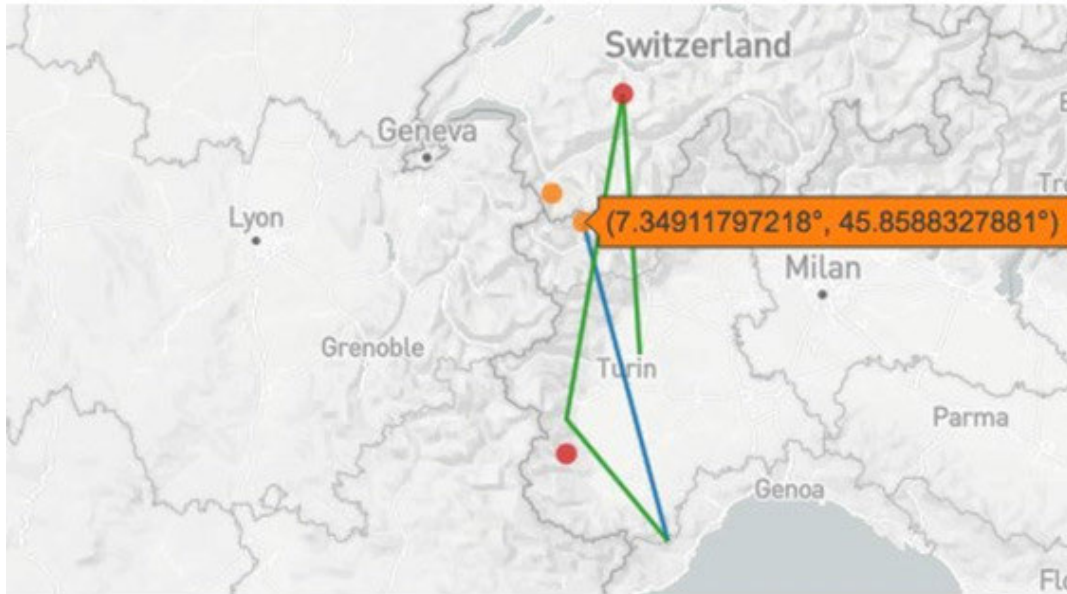 Switzerland
Geneva
Lyon
(7.34911797218°, 45.8588327881°)
Milan
Grenoble
Turin
Parma
Genoa